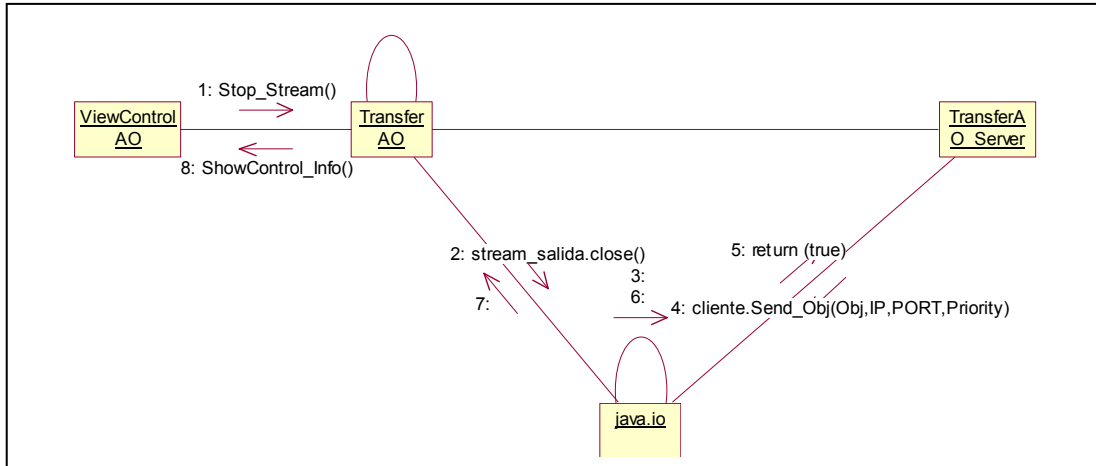 1: Stop_Stream()
ViewControl
AO
Transfer
AO
TransferA
O_Server
8: ShowControl_Info()
2: stream_salida.close()
5: return (true)
3:
7:
6:
4: cliente.Send_Obj(Obj,IP,PORT,Priority)
java.io